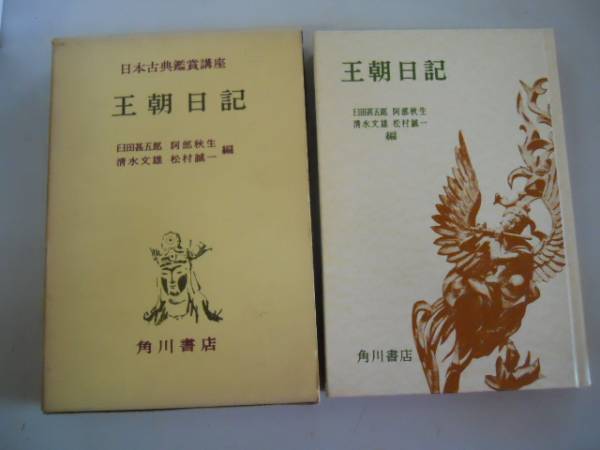 日本古典鑑賞講座
王朝日記
臼田甚五郎 阿部秋生
清水文雄 松村誠一
編
角川書店
王朝日記
臼田甚五郎 阿部秋生
清水文雄 松村誠一
編
角川書店